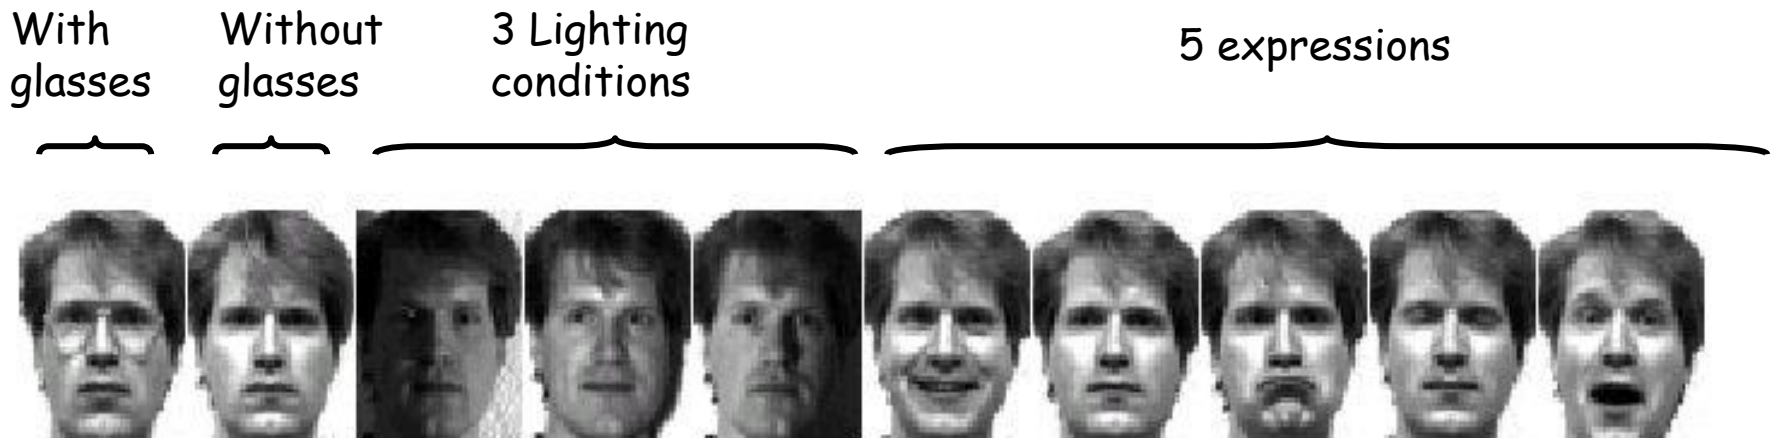 With
glasses
Without
glasses
3 Lighting
conditions
5 expressions